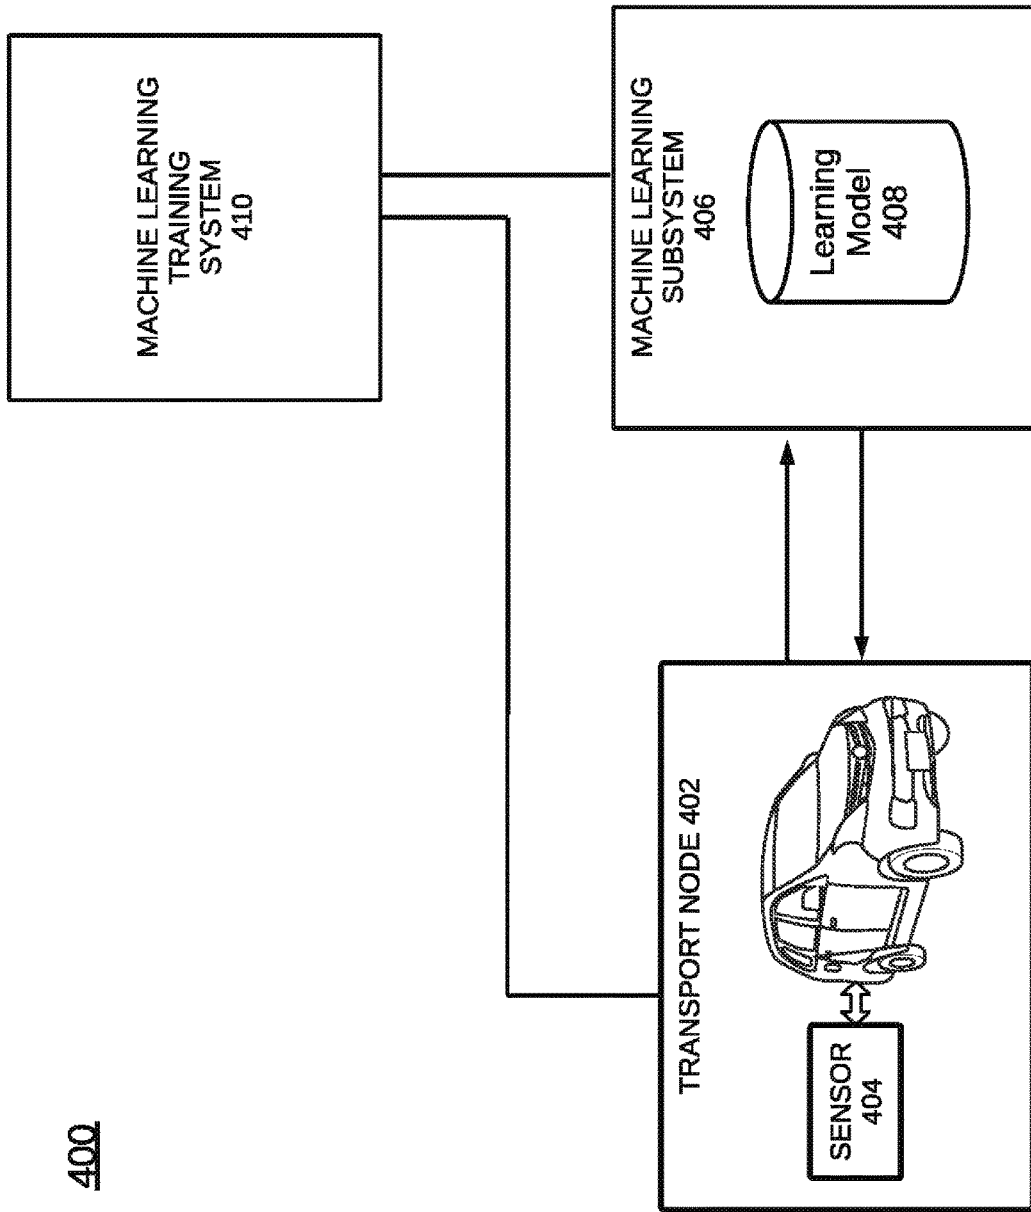 400
TRANSPORT NODE 402
SENSOR
404
MACHINE LEARNING
SUBSYSTEM
406
Learning
Model
408
MACHINE LEARNING
TRAINING
SYSTEM
410